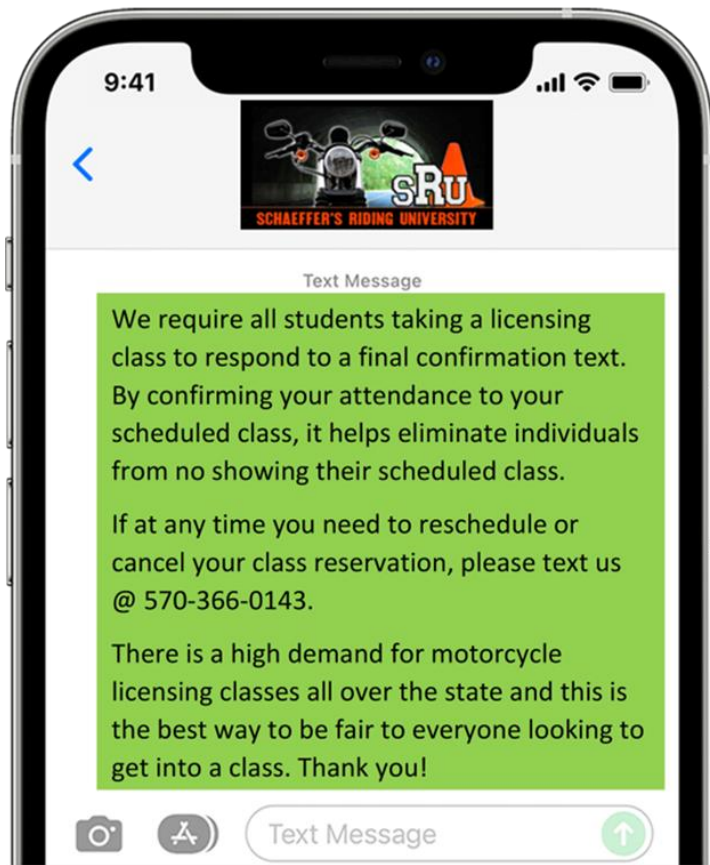 9:41
SRU
SCHAEFFER'S RIDING UNIVERSITY
Text Message
We require all students taking a licensing
class to respond to a final confirmation text.
By confirming your attendance to your
scheduled class, it helps eliminate individuals
from no showing their scheduled class.
If at any time you need to reschedule or
cancel your class reservation, please text us
@ 570-366-0143.
There is a high demand for motorcycle
licensing classes all over the state and this is
the best way to be fair to everyone looking to
get into a class. Thank you!
Text Message